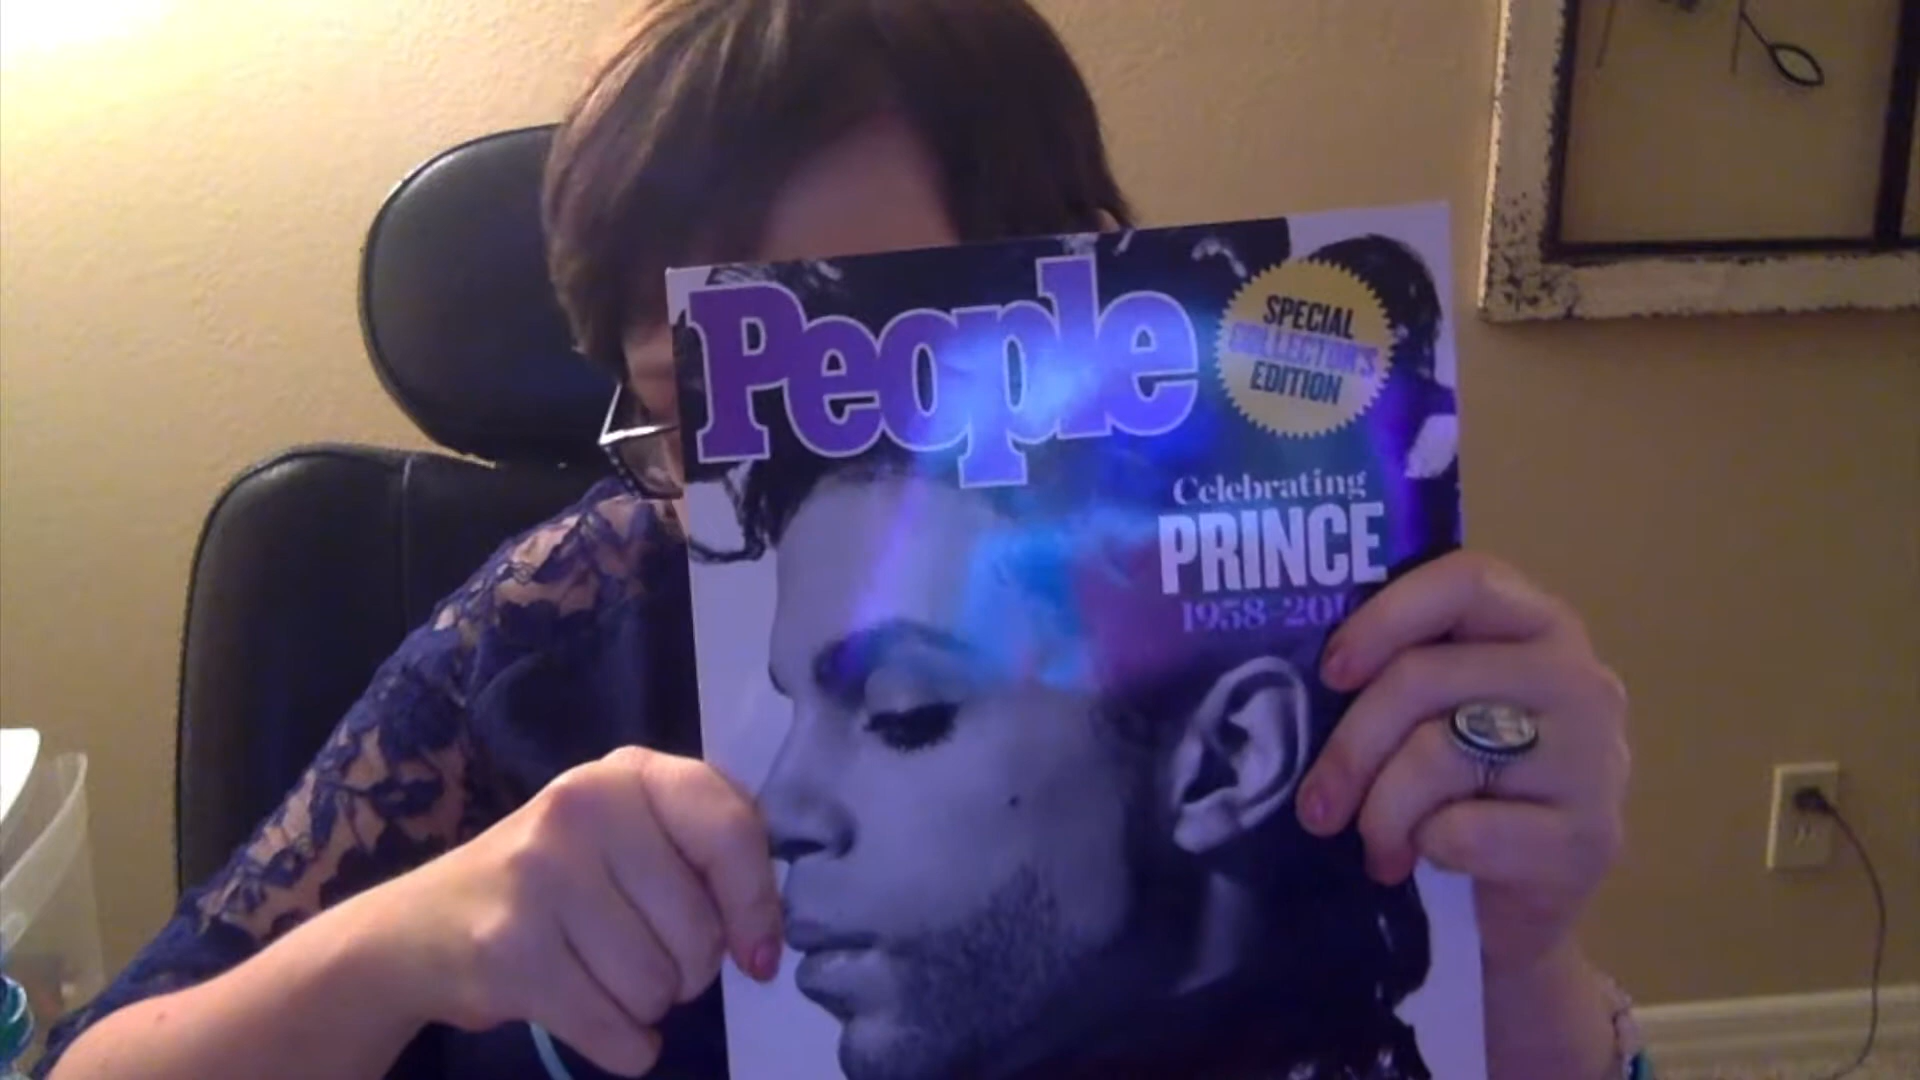 People
SPECIAL
COLLECTOR'S
EDITION
Celebrating
PRINCE